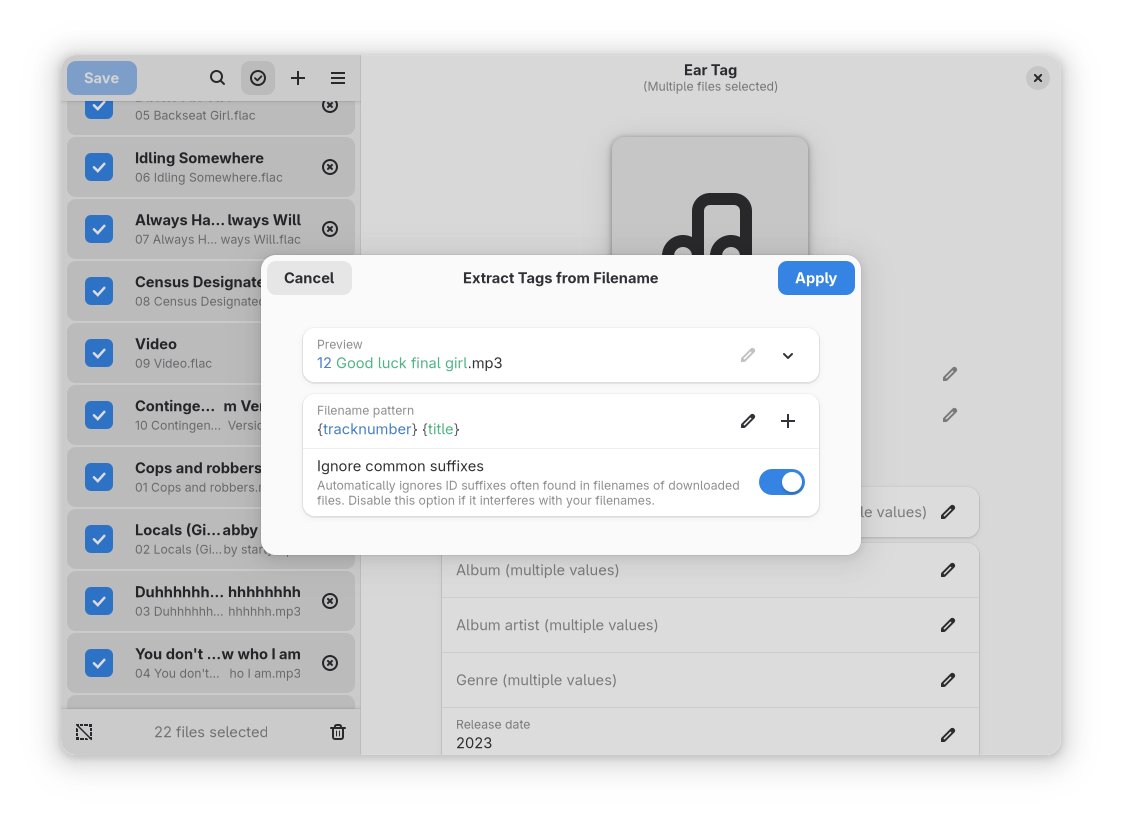 Save
Ear Tag
(Multiple files selected)
05 Backseat Girl.flac
Idling Somewhere
06 Idling Somewhere.flac
Always Ha… lways Will
07 Always H… ways Will.flac
Census Designate
08 Census Designated
Video
09 Video.flac
Continge… m Ver
10 Contingen… Versio
Cops and robbers
01 Cops and robbers.
Locals (Gi…abby
02 Locals (Gi…by star
Duhhhhh… hhhhhhhh
03 Duhhhhhh… hhhhhh.mp3
You don't …w who I am
04 You don't… ho I am.mp3
22 files selected
Cancel
Extract Tags from Filename
Apply
Preview
12 Good luck final girl.mp3
Filename pattern
{tracknumber} {title}
Ignore common suffixes
Automatically ignores ID suffixes often found in filenames of downloaded
files. Disable this option if it interferes with your filenames.
le values)
Album (multiple values)
Album artist (multiple values)
Genre (multiple values)
Release date
2023